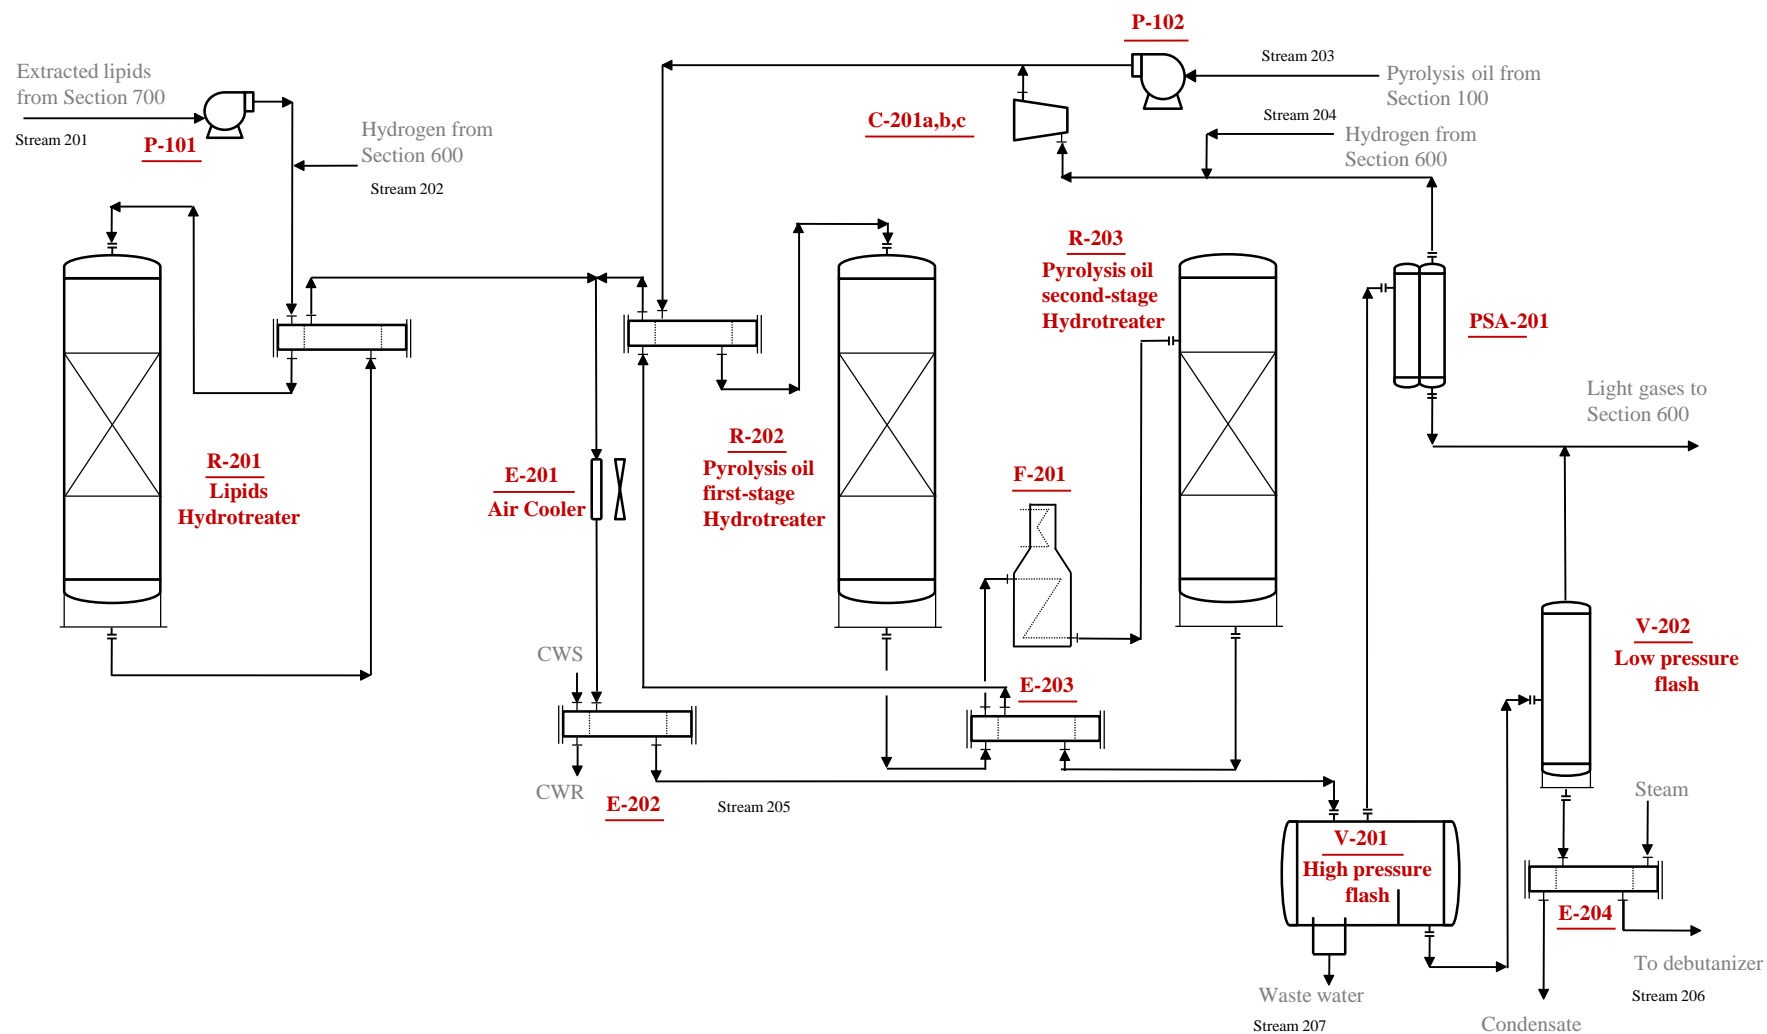 P-102
Stream 203
Extracted lipids
from Section 700
Pyrolysis oil from
Section 100
Stream 201
P-101
Hydrogen from
Section 600
Stream 202
C-201a,b,c
Stream 204
Hydrogen from
Section 600
R-203
Pyrolysis oil
second-stage
Hydrotreater
PSA-201
Light gases to
Section 600
R-201
Lipids
Hydrotreater
E-201
Air Cooler
R-202
Pyrolysis oil
first-stage
Hydrotreater
F-201
V-202
Low pressure
flash
CWS
E-203
CWR
E-202
Stream 205
Steam
V-201
High pressure
flash
E-204
To debutanizer
Stream 206
Waste water
Stream 207
Condensate